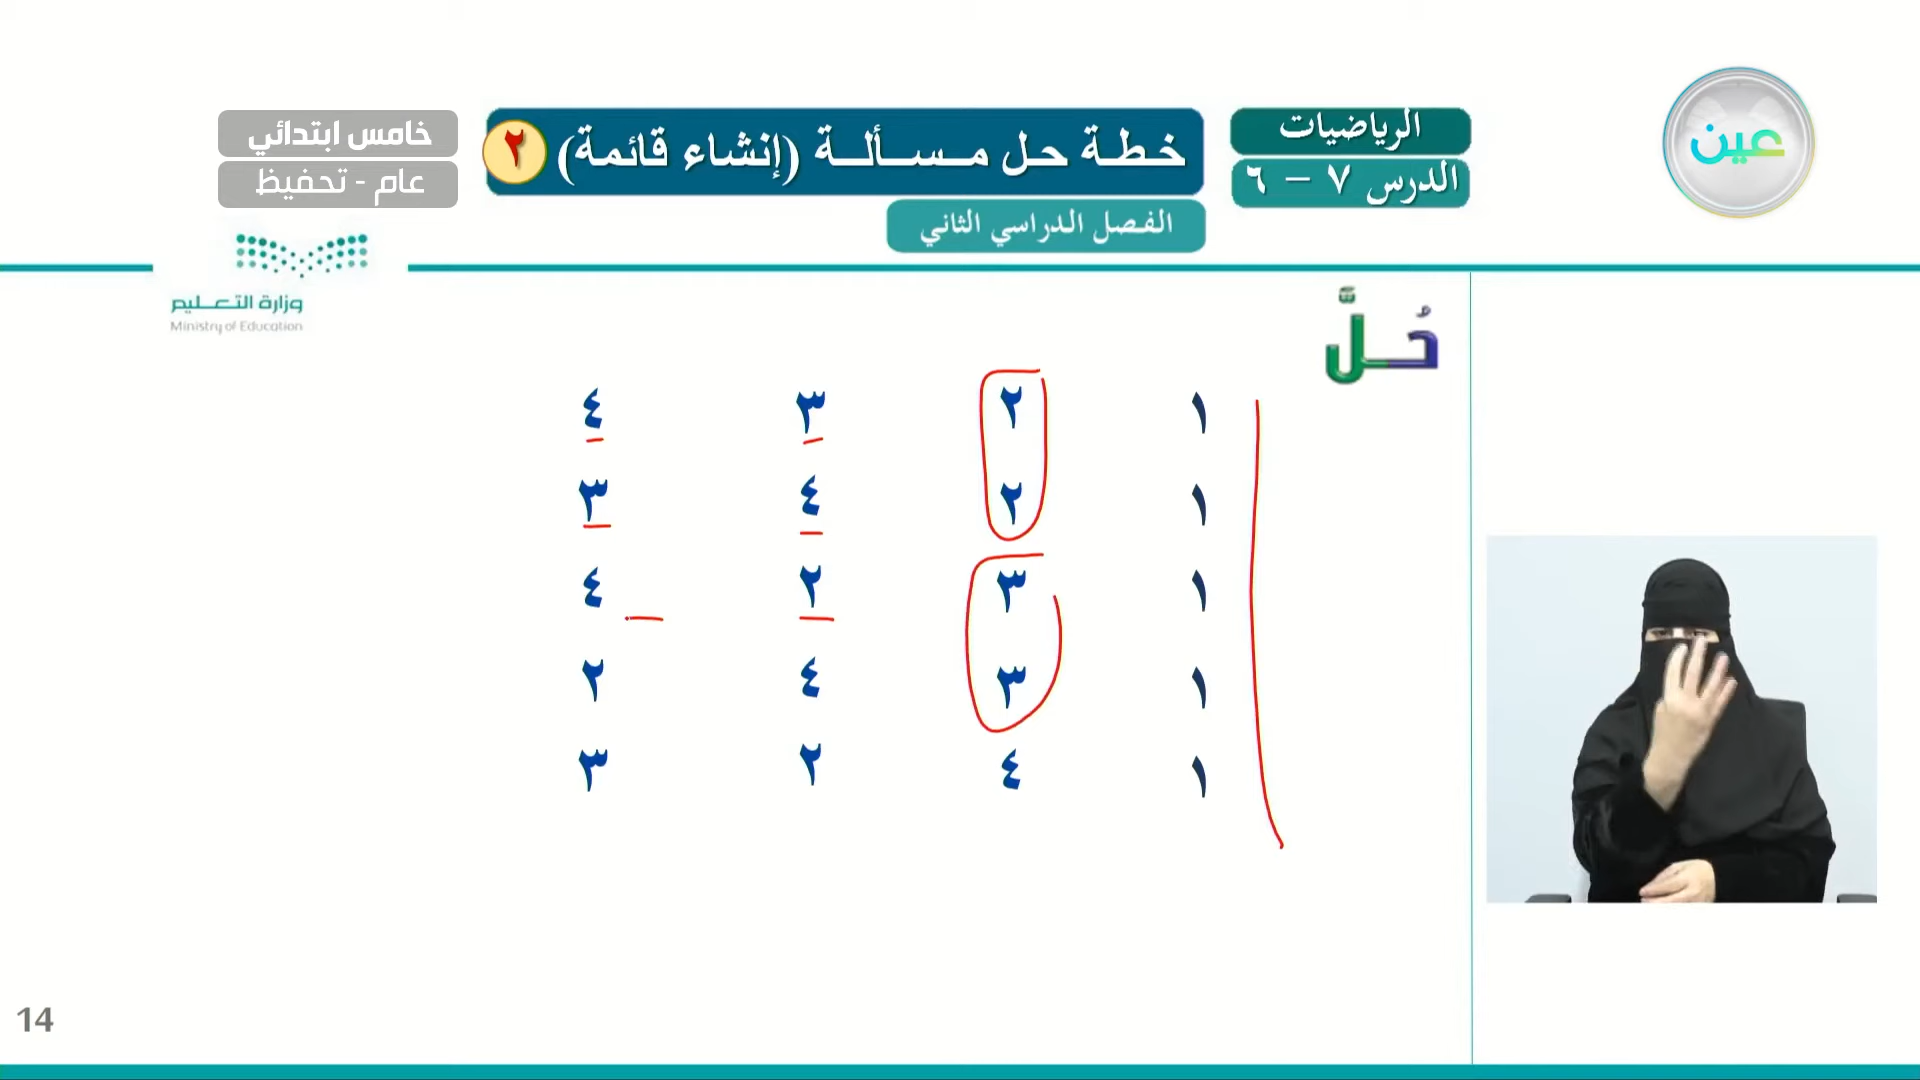 عين
الرياضيات
الدرس ٧ – ٦
خطة حل مسألة (إنشاء قائمة) ٢
الفصل الدراسي الثاني
خامس ابتدائي
عام - تحفيظ
وزارة التعليم
Ministry of Education
حُلَّ
١ ٢ ٣ ٤
١ ٢ ٤ ٣
١ ٣ ٢ ٤
١ ٣ ٤ ٢
١ ٤ ٢ ٣
14